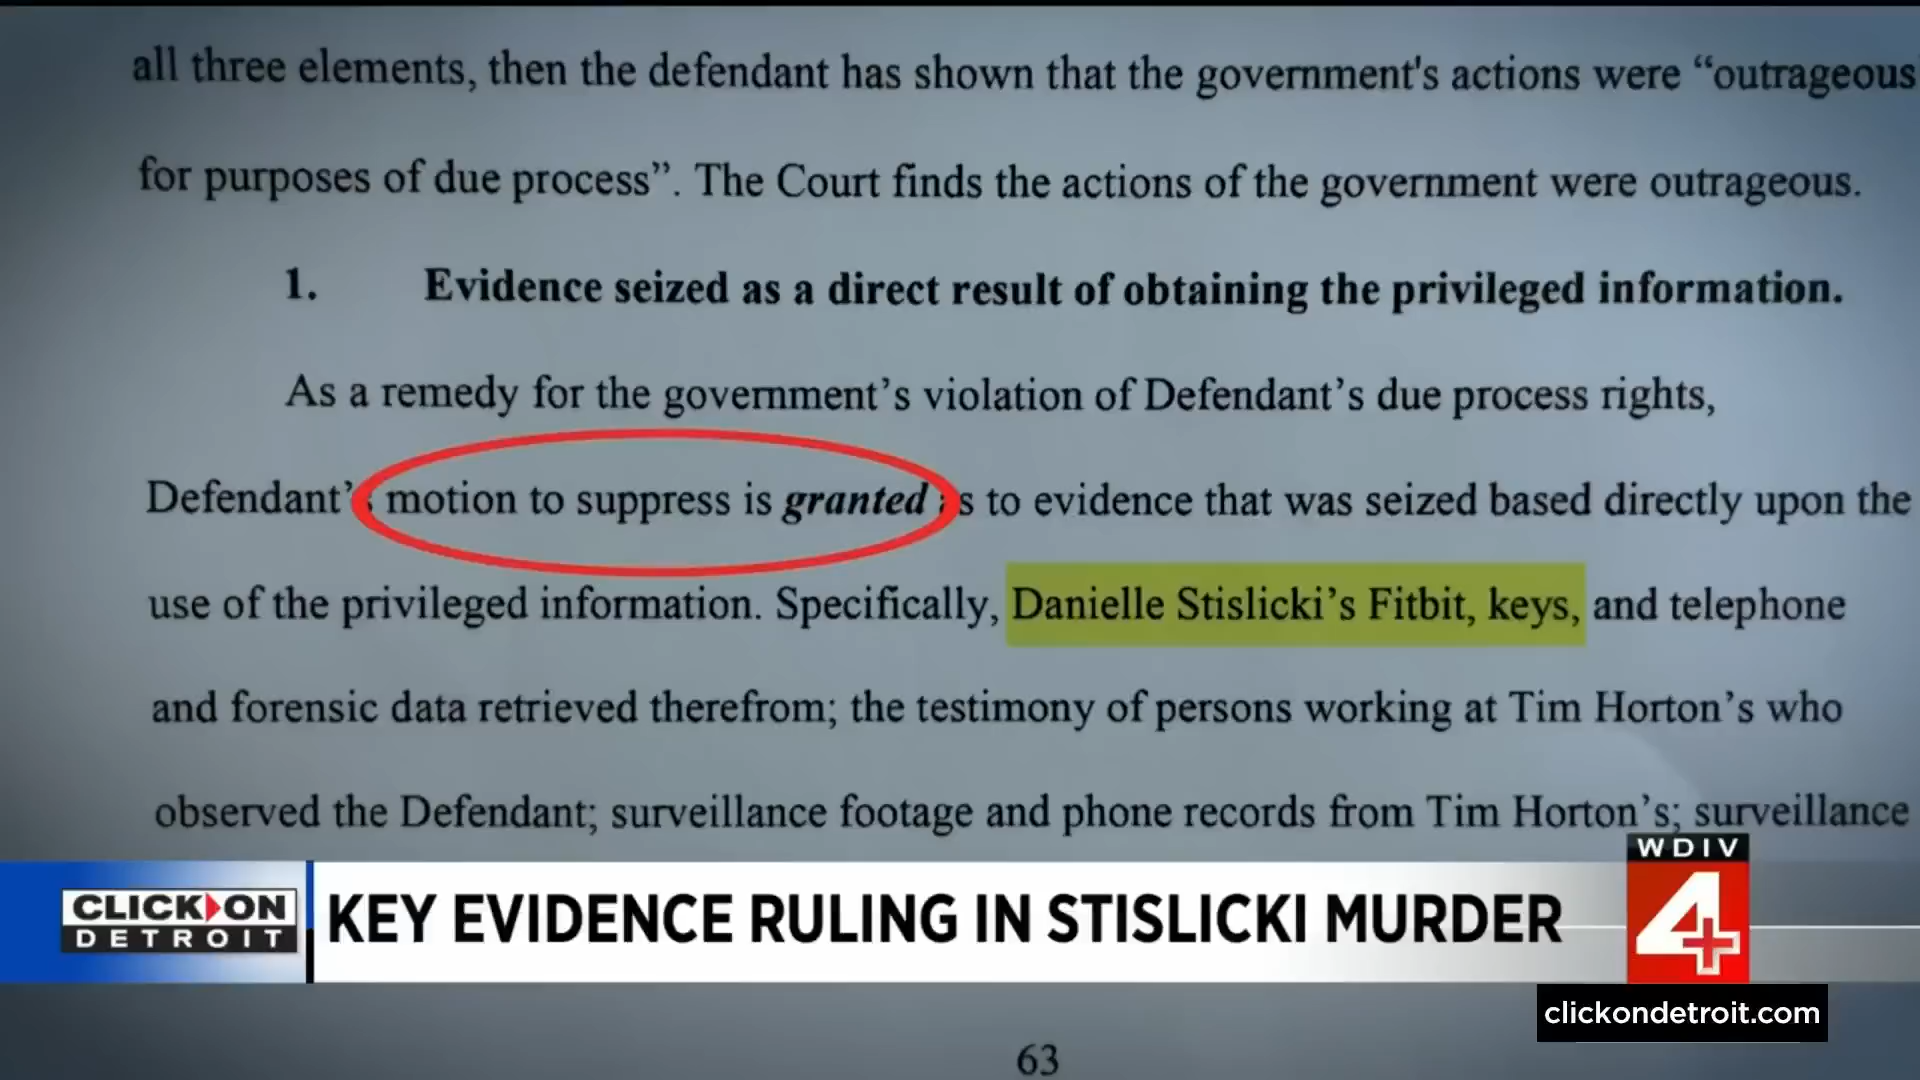 all three elements, then the defendant has shown that the government's actions were “outrageous
for purposes of due process”. The Court finds the actions of the government were outrageous.
1. Evidence seized as a direct result of obtaining the privileged information.
As a remedy for the government’s violation of Defendant’s due process rights,
Defendant’s motion to suppress is granted as to evidence that was seized based directly upon the
use of the privileged information. Specifically, Danielle Stislicki’s Fitbit, keys, and telephone
and forensic data retrieved therefrom; the testimony of persons working at Tim Horton’s who
observed the Defendant; surveillance footage and phone records from Tim Horton’s; surveillance
WDIV
4
CLICK ON
DETROIT
KEY EVIDENCE RULING IN STISLICKI MURDER
clickondetroit.com
63